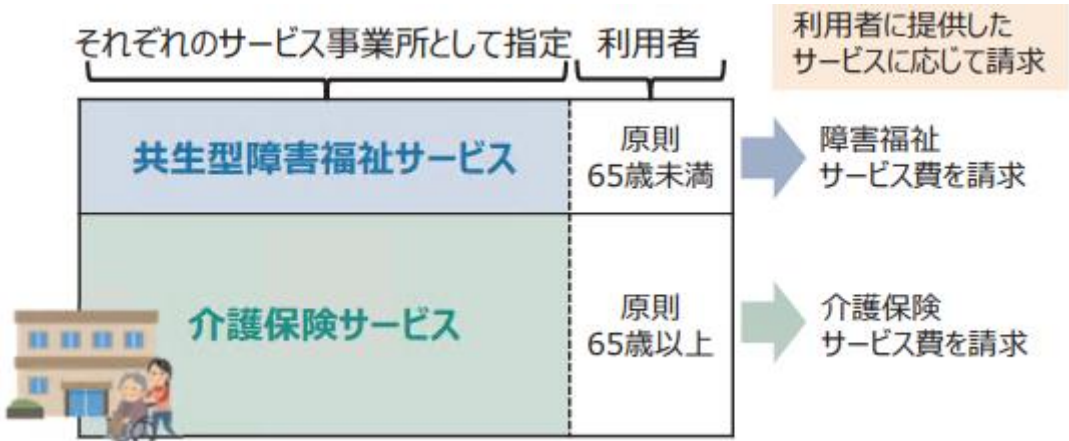 それぞれのサービス事業所として指定
利用者
利用者に提供した
サービスに応じて請求
共生型障害福祉サービス
原則
65歳未満
障害福祉
サービス費を請求
介護保険サービス
原則
65歳以上
介護保険
サービス費を請求